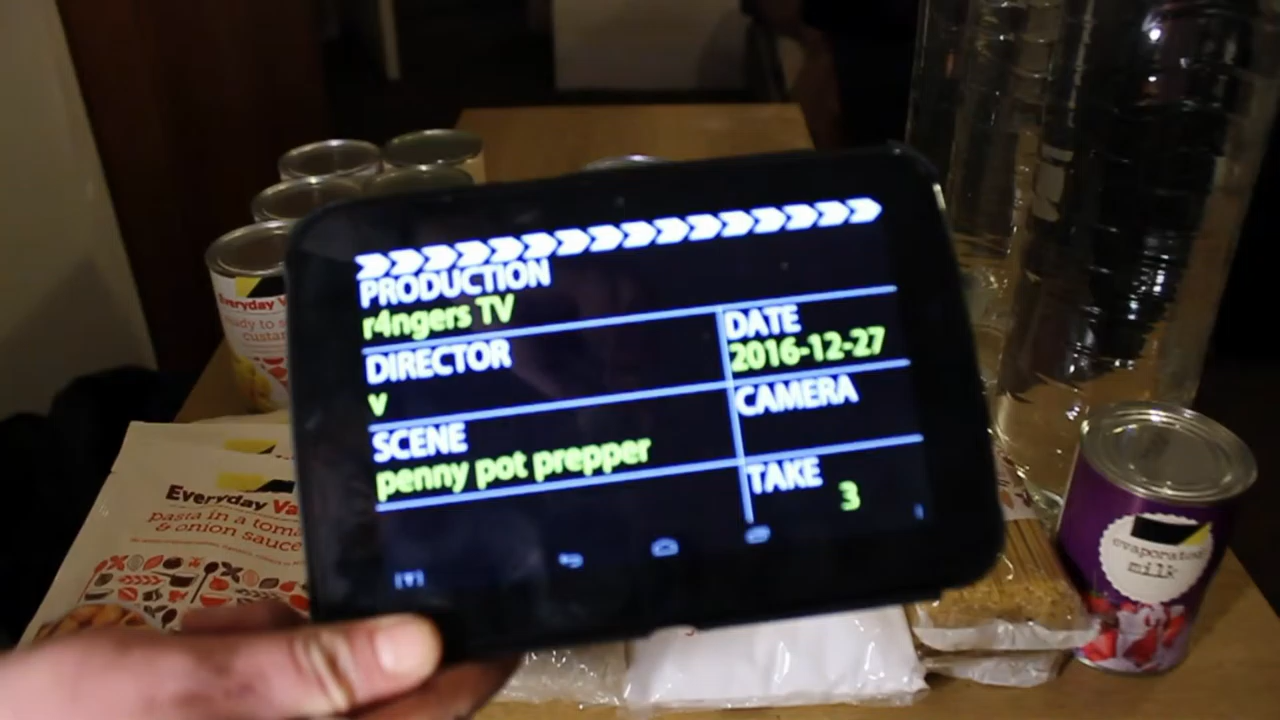 PRODUCTION
r4ngers TV
DIRECTOR
v
SCENE
penny pot prepper
DATE
2016-12-27
CAMERA
TAKE
3
Everyday
custar
Everyday Va
pasta in a toma
& onion sauce
evaporated
milk